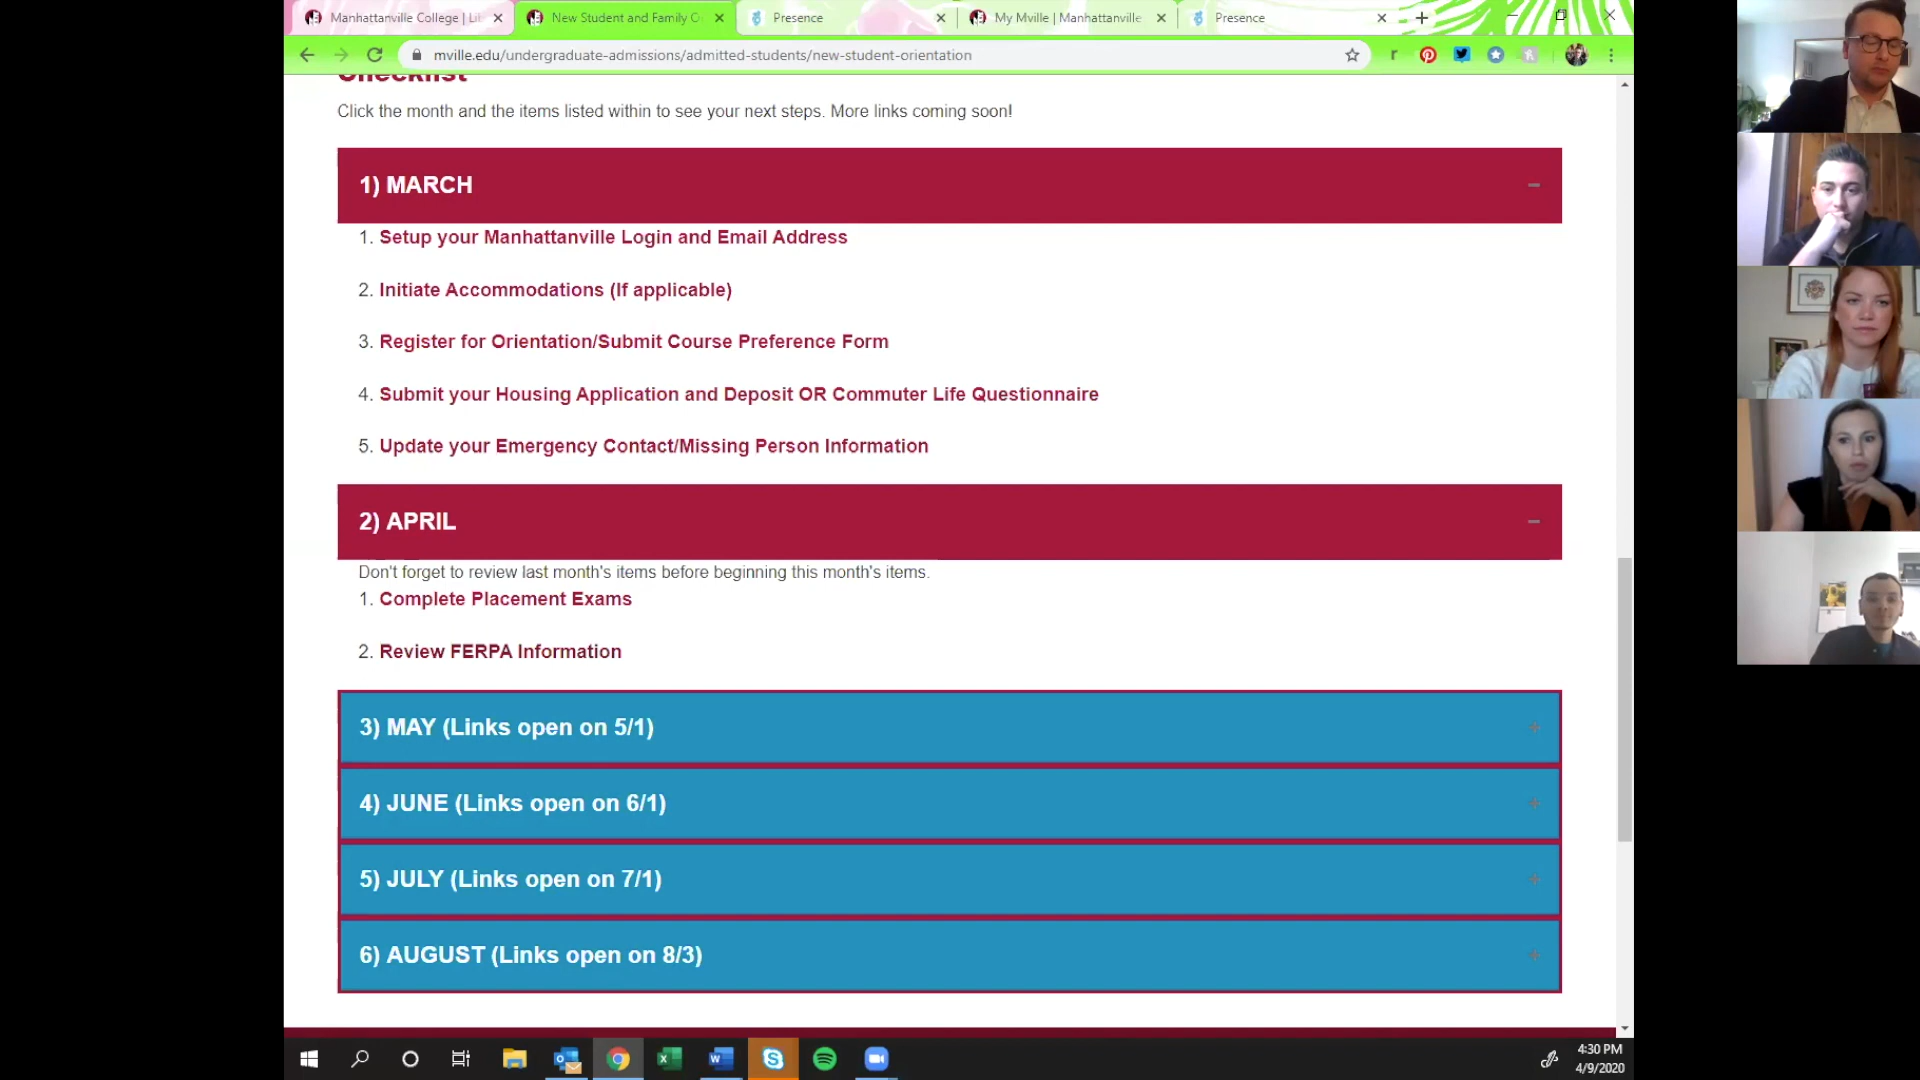 Manhattanville College | Li
New Student and Family O
Presence
My Mville | Manhattanville
Presence
mville.edu/undergraduate-admissions/admitted-students/new-student-orientation
Checklist
Click the month and the items listed within to see your next steps. More links coming soon!
1) MARCH
1. Setup your Manhattanville Login and Email Address
2. Initiate Accommodations (If applicable)
3. Register for Orientation/Submit Course Preference Form
4. Submit your Housing Application and Deposit OR Commuter Life Questionnaire
5. Update your Emergency Contact/Missing Person Information
2) APRIL
Don't forget to review last month's items before beginning this month's items.
1. Complete Placement Exams
2. Review FERPA Information
3) MAY (Links open on 5/1)
4) JUNE (Links open on 6/1)
5) JULY (Links open on 7/1)
6) AUGUST (Links open on 8/3)
4:30 PM
4/9/2020